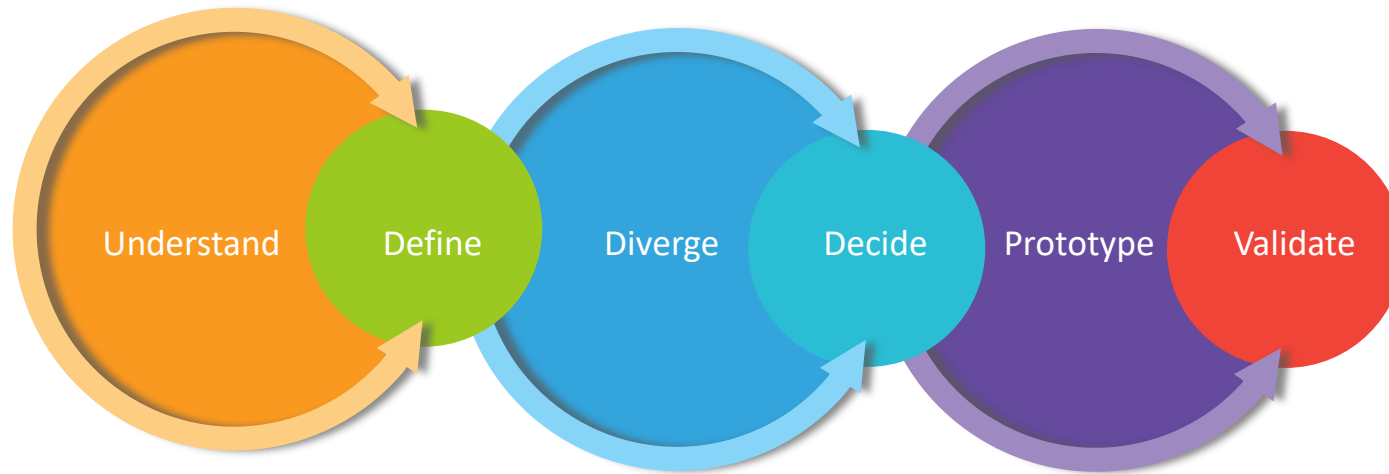 Understand
Define
Diverge
Decide
Prototype
Validate